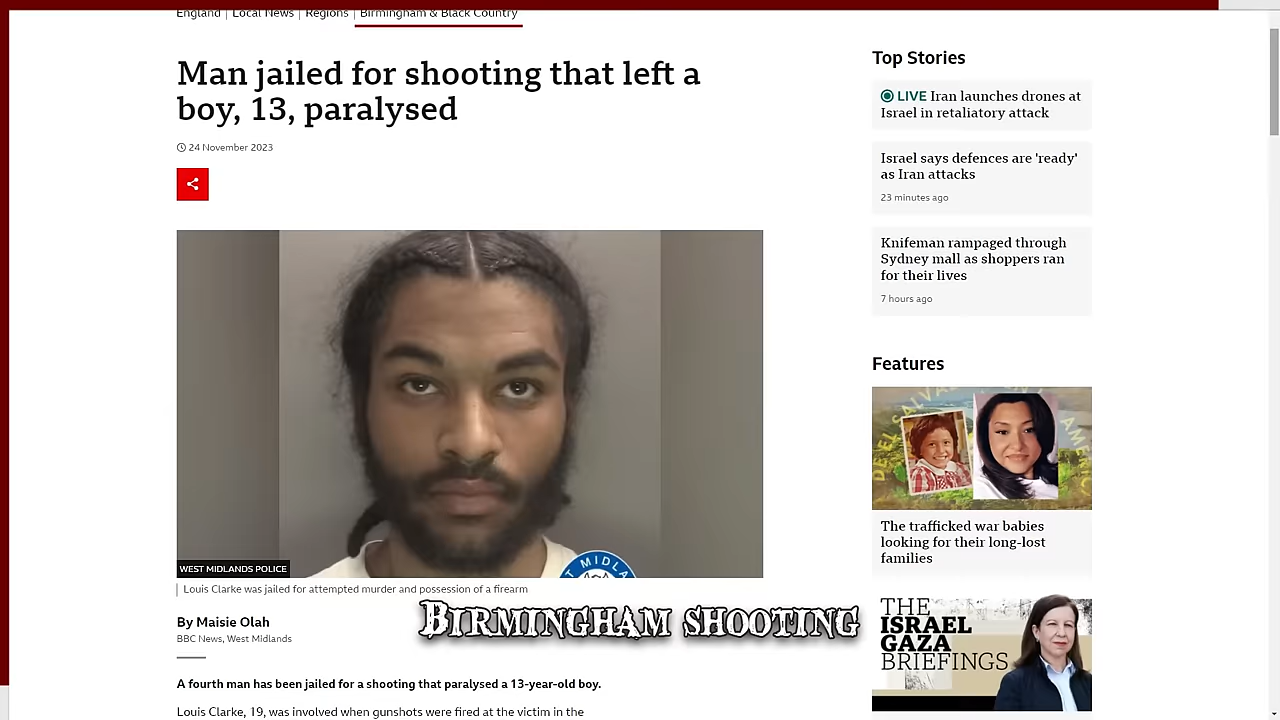 England | Local News | Regions | Birmingham & Black Country
Man jailed for shooting that left a
boy, 13, paralysed
24 November 2023
WEST MIDLANDS POLICE
T MIDLA
Louis Clarke was jailed for attempted murder and possession of a firearm
By Maisie Olah
BBC News, West Midlands
BIRMINGHAM SHOOTING
A fourth man has been jailed for a shooting that paralysed a 13-year-old boy.
Louis Clarke, 19, was involved when gunshots were fired at the victim in the
Top Stories
LIVE Iran launches drones at
Israel in retaliatory attack
Israel says defences are 'ready'
as Iran attacks
23 minutes ago
Knifeman rampaged through
Sydney mall as shoppers ran
for their lives
7 hours ago
Features
The trafficked war babies
looking for their long-lost
families
THE
ISRAEL
GAZA
BRIEFINGS